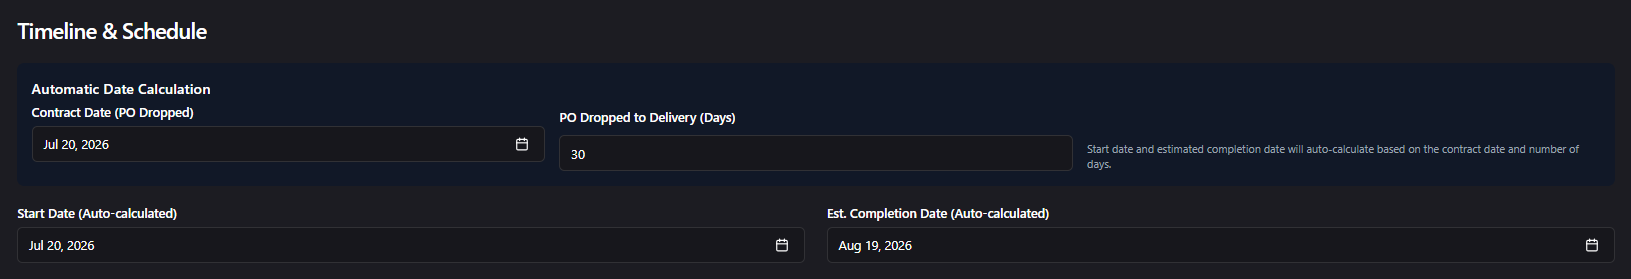 Timeline & Schedule
Automatic Date Calculation
Contract Date (PO Dropped)
Jul 20, 2026
PO Dropped to Delivery (Days)
30
Start date and estimated completion date will auto-calculate based on the contract date and number of
days.
Start Date (Auto-calculated)
Jul 20, 2026
Est. Completion Date (Auto-calculated)
Aug 19, 2026